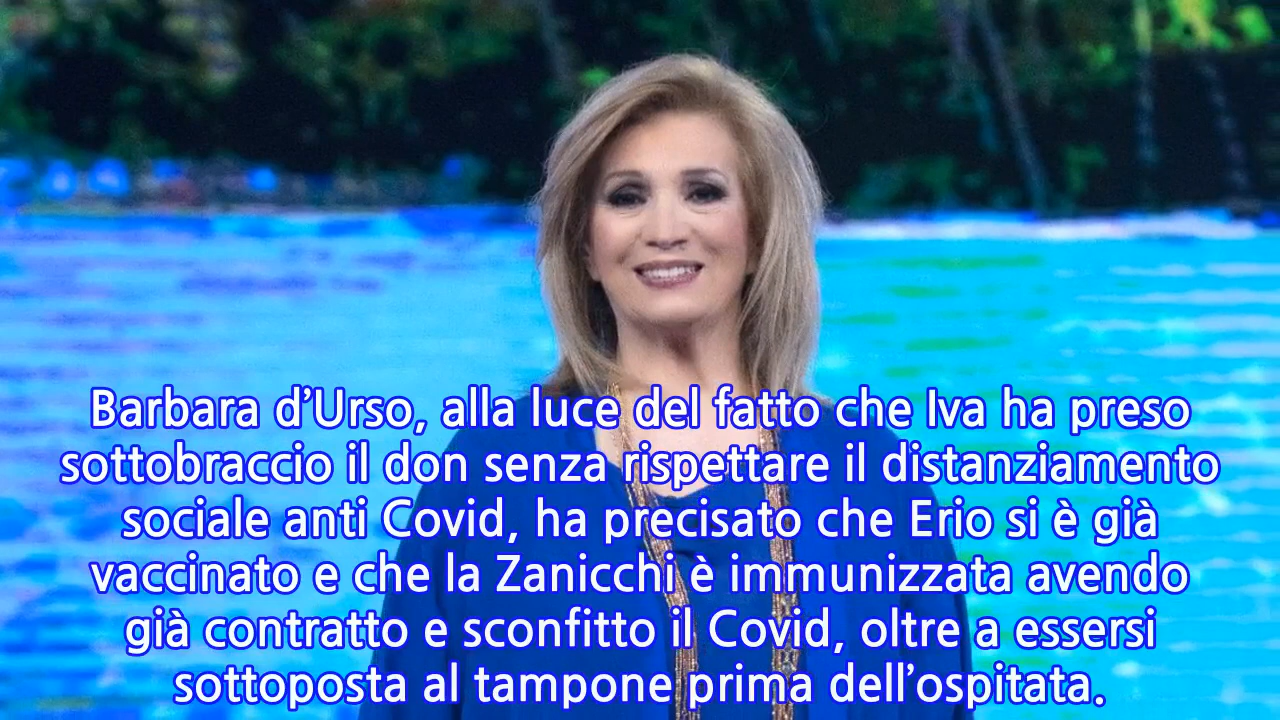 Barbara d’Urso, alla luce del fatto che Iva ha preso
sottobraccio il don senza rispettare il distanziamento
sociale anti Covid, ha precisato che Erio si è già
vaccinato e che la Zanicchi è immunizzata avendo
già contratto e sconfitto il Covid, oltre a essersi
sottoposta al tampone prima dell’ospitata.